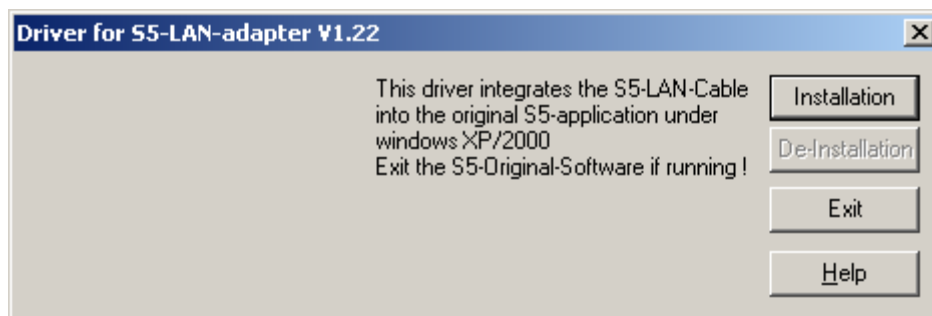 Driver for S5-LAN-adapter V1.22
This driver integrates the S5-LAN-Cable
into the original S5-application under
windows XP/2000
Exit the S5-Original-Software if running !
Installation
De-Installation
Exit
Help